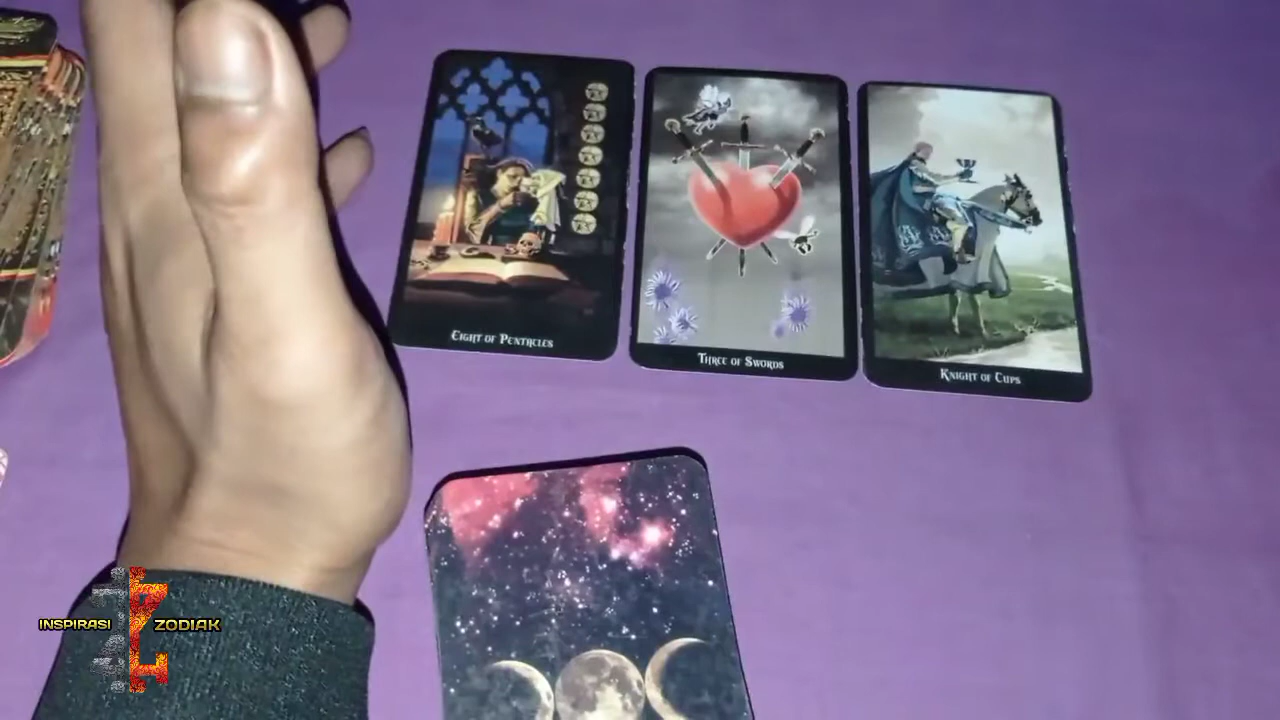 Eight of Pentacles
Three of Swords
Knight of Cups
INSPIRASI ZODIAK